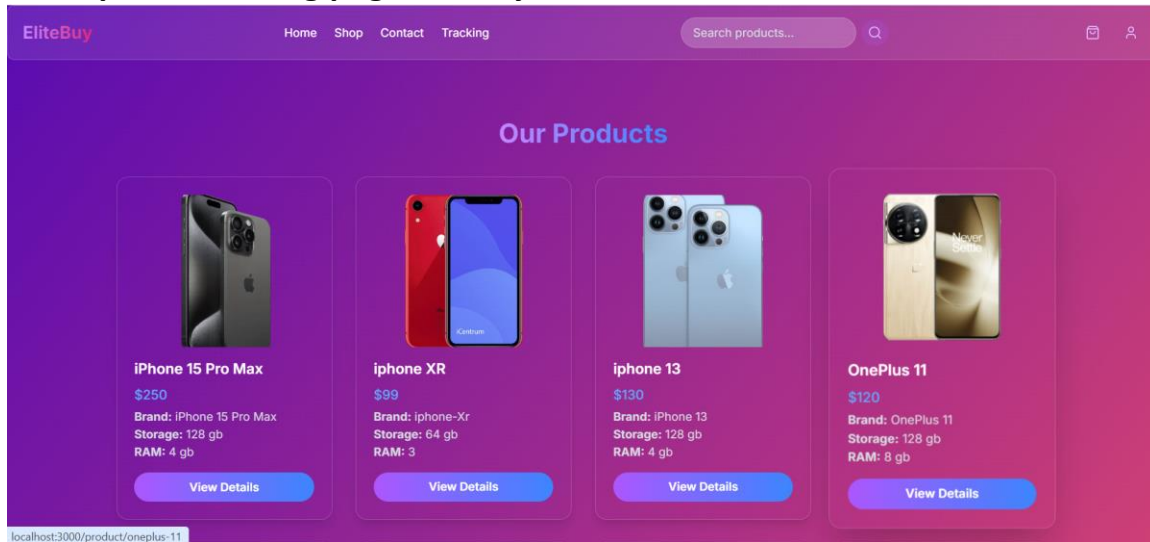 EliteBuy
Home Shop Contact Tracking
Search products...
Our Products
Never
Settle
iCentrum
iPhone 15 Pro Max
$250
Brand: iPhone 15 Pro Max
Storage: 128 gb
RAM: 4 gb
View Details
iphone XR
$99
Brand: iphone-Xr
Storage: 64 gb
RAM: 3
View Details
iphone 13
$130
Brand: iPhone 13
Storage: 128 gb
RAM: 4 gb
View Details
OnePlus 11
$120
Brand: OnePlus 11
Storage: 128 gb
RAM: 8 gb
View Details
localhost:3000/product/oneplus-11